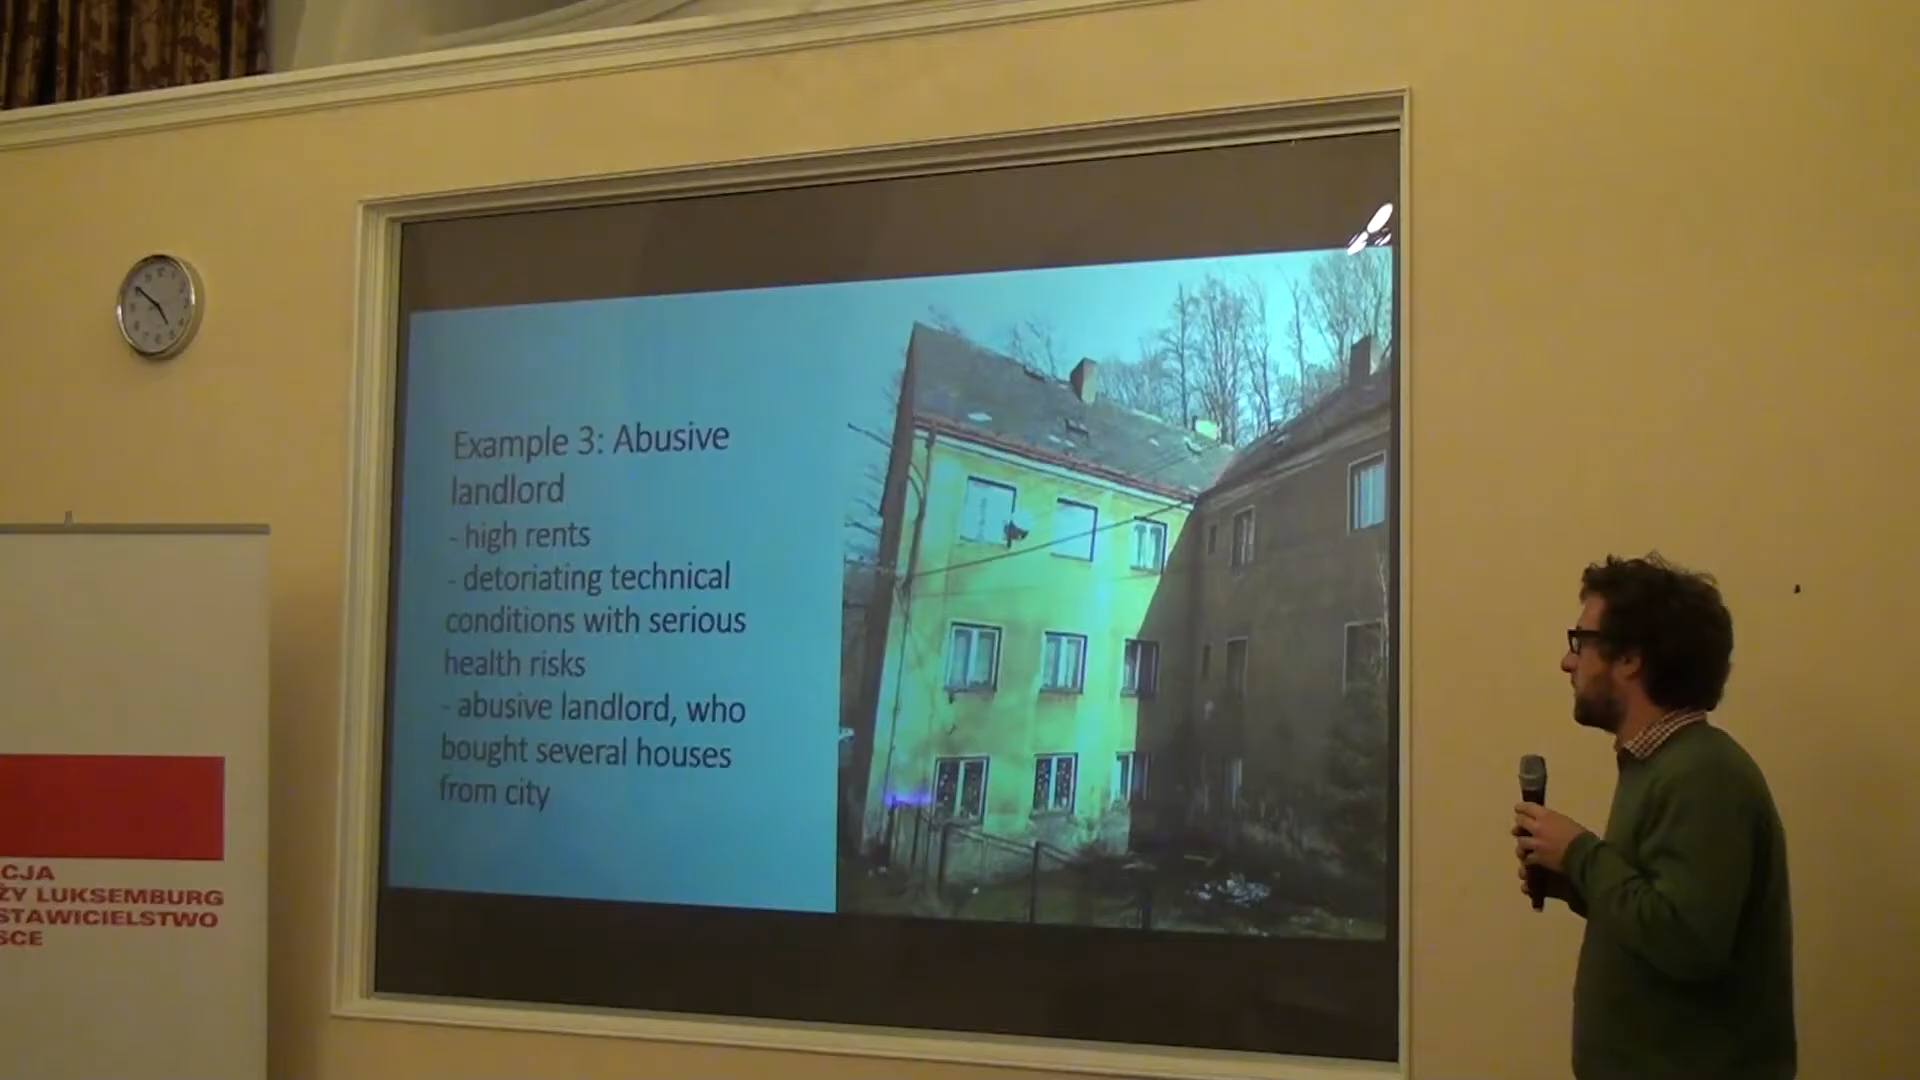 Example 3: Abusive
landlord
- high rents
- detoriating technical
conditions with serious
health risks
- abusive landlord, who
bought several houses
from city
CJA
ŻY LUKSEMBURG
STAWICIELSTWO
SCE